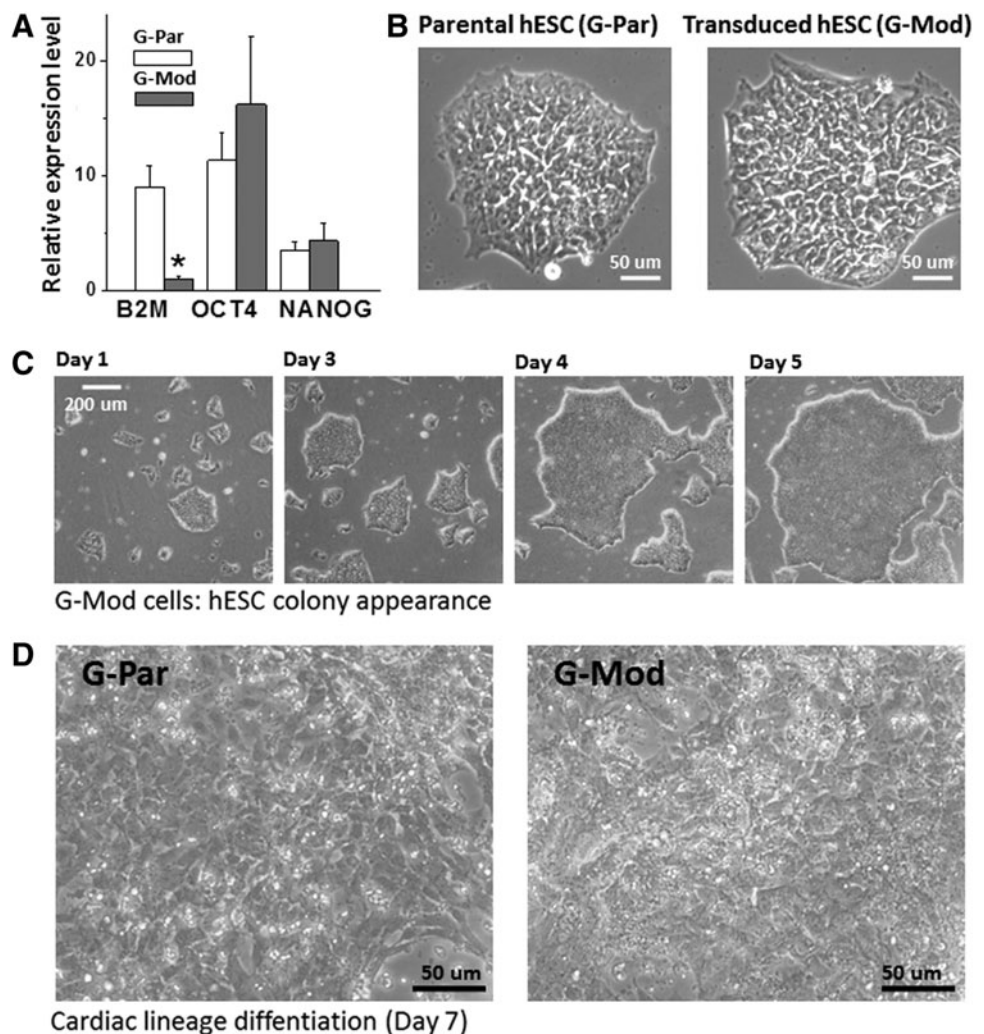 A
Relative expression level
20
10
0
G-Par
G-Mod
*
B2M OCT4 NANOG
B
Parental hESC (G-Par) Transduced hESC (G-Mod)
50 um 50 um
C
Day 1 Day 3 Day 4 Day 5
200 um
G-Mod cells: hESC colony appearance
D
G-Par G-Mod
50 um 50 um
Cardiac lineage diffentiation (Day 7)